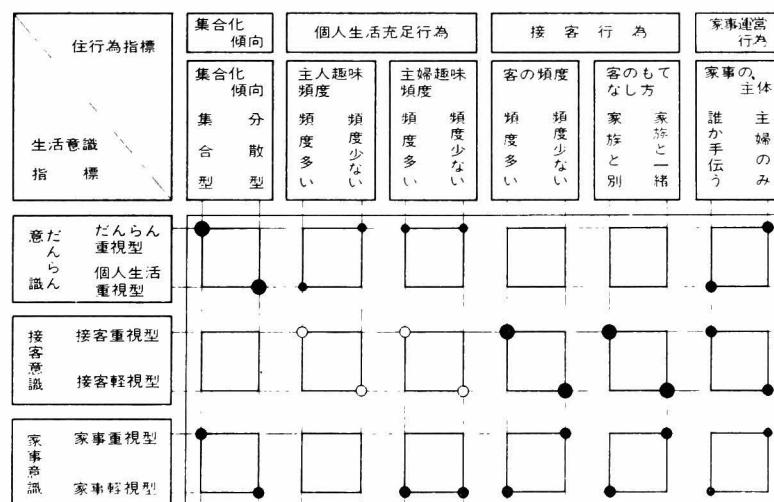 住行為指標
生活意識
指標
集合化
傾向
個人生活充足行為
接客行為
家事運営
行為
集合化
傾向
集合型
分散型
主人趣味
頻度
頻度多い
頻度少ない
主婦趣味
頻度
頻度多い
頻度少ない
客の頻度
頻度多い
頻度少ない
客のもて
なし方
家族と別
家族と一緒
家事の、
主体
誰か手伝う
主婦のみ
だんらん
意識
だんらん
重視型
個人生活
重視型
接客意識
接客重視型
接客軽視型
家事意識
家事重視型
家事軽視型